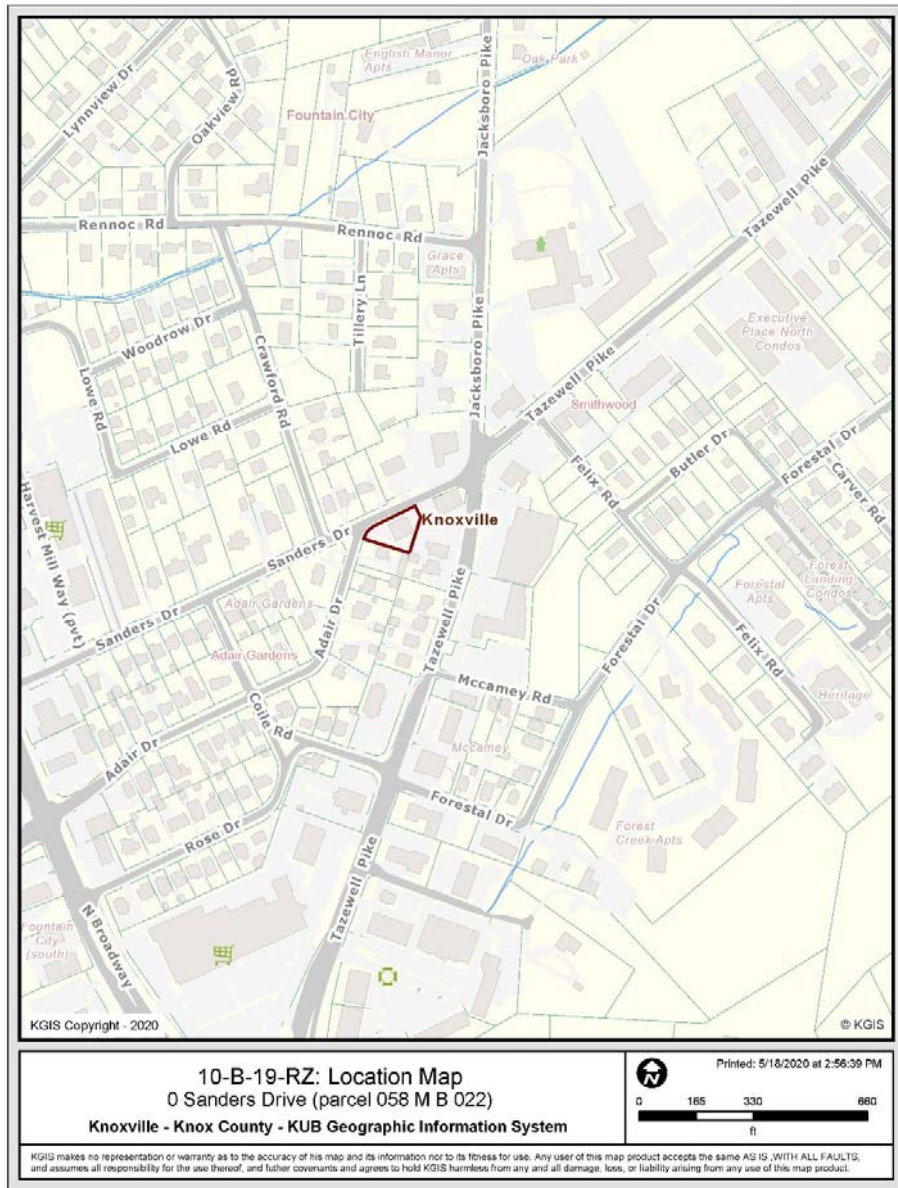 English Manor
Apts
Oak Park
Lynnview Dr
Oakview Rd
Fountain City
Jacksboro Pike
Tazewell Pike
Rennoc Rd
Rennoc Rd
Grace
Apts
Tillery Ln
Executive
Place North
Condos
Woodrow Dr
Crawford Rd
Lowe Rd
Jacksboro Pike
Tazewell Pike
Smithwood
Lowe Rd
Felix Rd
Butler Dr
Forestal Dr
Carver Rd
Harvest Mill Way (pvt)
Knoxville
Sanders Dr
Forest
Landing
Condos
Forestal
Apts
Adair Gardens
Adair Dr
Tazewell Pike
Forestal Dr
Sanders Dr
Adair Gardens
Felix Rd
Mccamey Rd
Heritage
Coile Rd
Mccamey
Adair Dr
Forestal Dr
Forest
Creek Apts
Rose Dr
Tazewell Pike
N Broadway
Fountain
City
(south)
KGIS Copyright - 2020
© KGIS
10-B-19-RZ: Location Map
0 Sanders Drive (parcel 058 M B 022)
Knoxville - Knox County - KUB Geographic Information System
N
Printed: 5/18/2020 at 2:56:39 PM
0 165 330 660
ft
KGIS makes no representation or warranty as to the accuracy of his map and its information nor to its fitness for use. Any user of this map product accepts the same AS IS ,WITH ALL FAULTS,
and assumes all responsibility for the use thereof, and futher covenants and agrees to hold KGIS harmless from any and all damage, loss, or liability arising from any use of this map product.